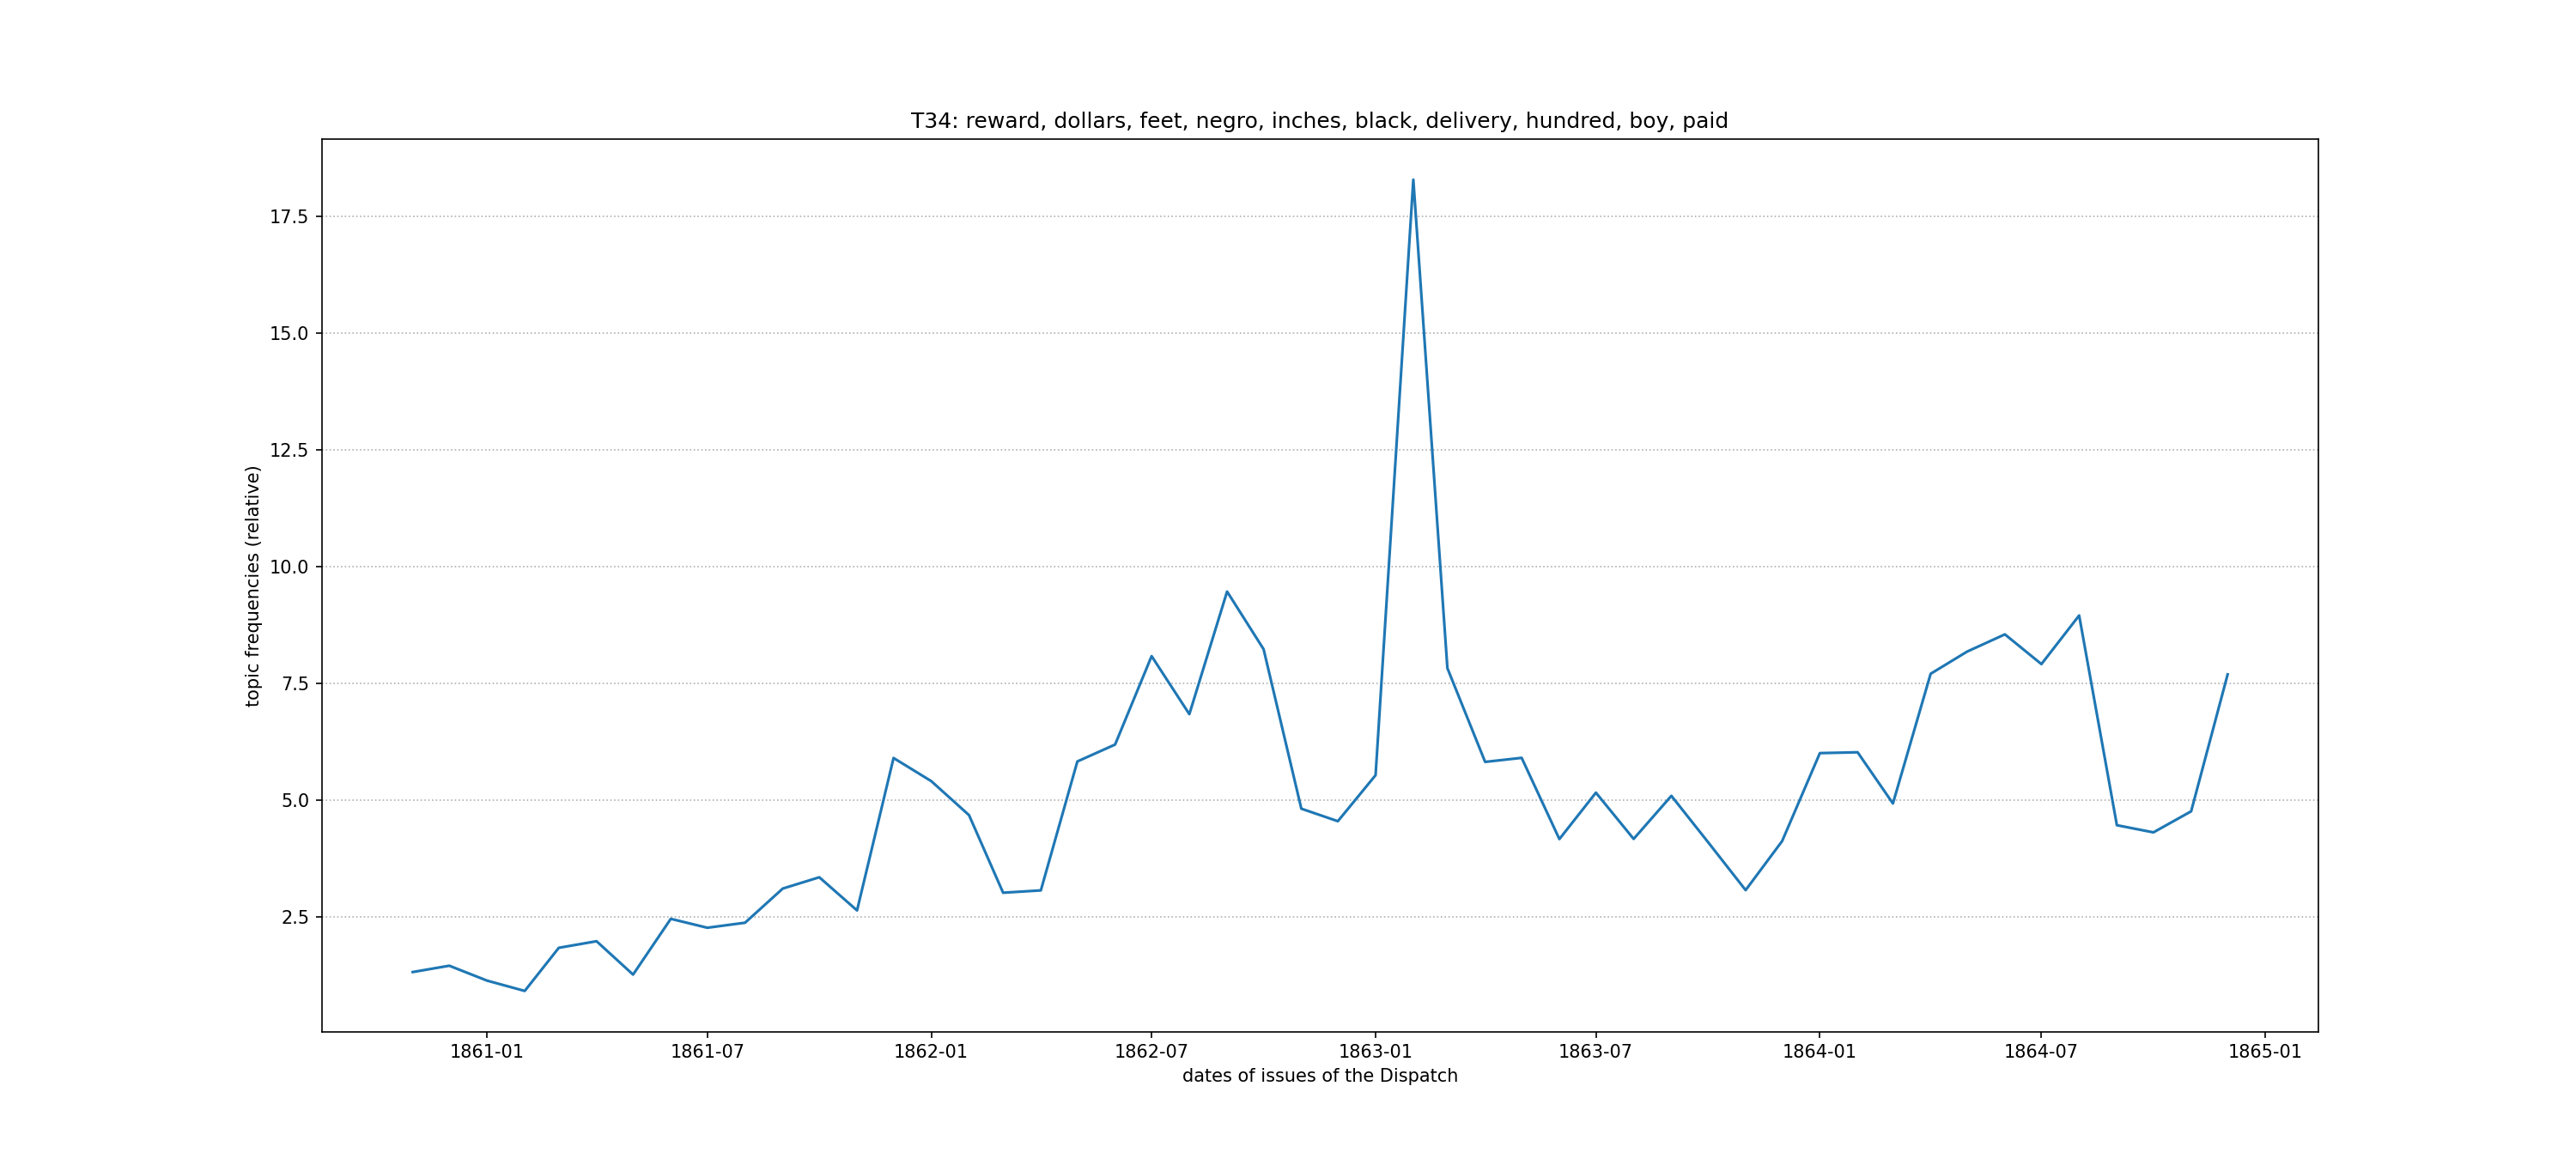 T34: reward, dollars, feet, negro, inches, black, delivery, hundred, boy, paid
topic frequencies (relative)
17.5
15.0
12.5
10.0
7.5
5.0
2.5
1861-01 1861-07 1862-01 1862-07 1863-01 1863-07 1864-01 1864-07 1865-01
dates of issues of the Dispatch